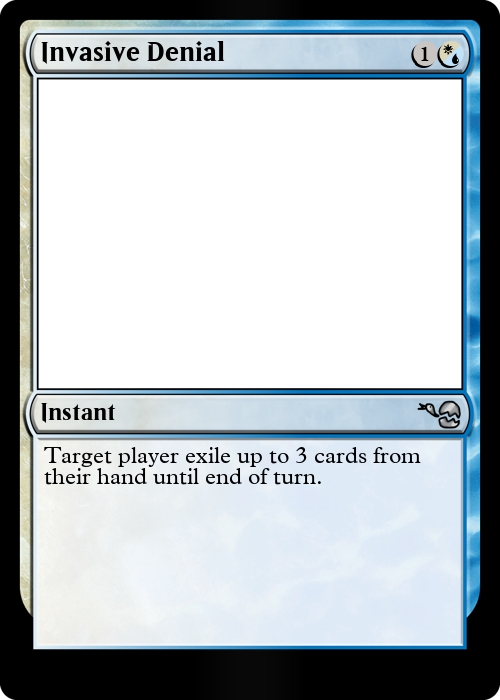 Invasive Denial 1
Instant
Target player exile up to 3 cards from
their hand until end of turn.